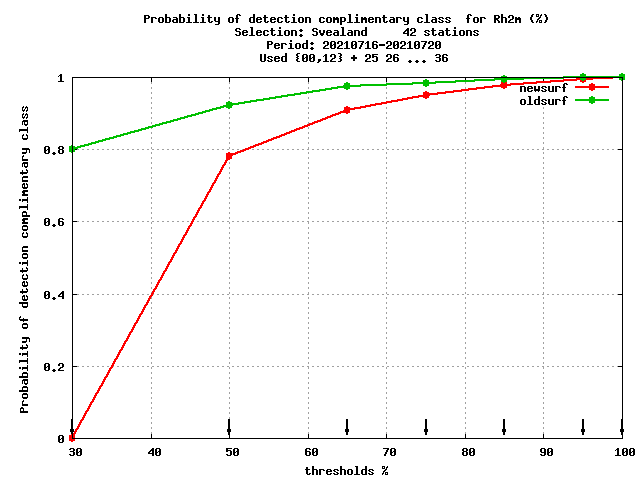 Probability of detection complimentary class  for Rh2m (%)
Selection: Svealand     42 stations
Period: 20210716-20210720
Used {00,12} + 25 26 ... 36
Probability of detection complimentary class
1
0.8
0.6
0.4
0.2
0
newsurf
oldsurf
30 40 50 60 70 80 90 100
thresholds %